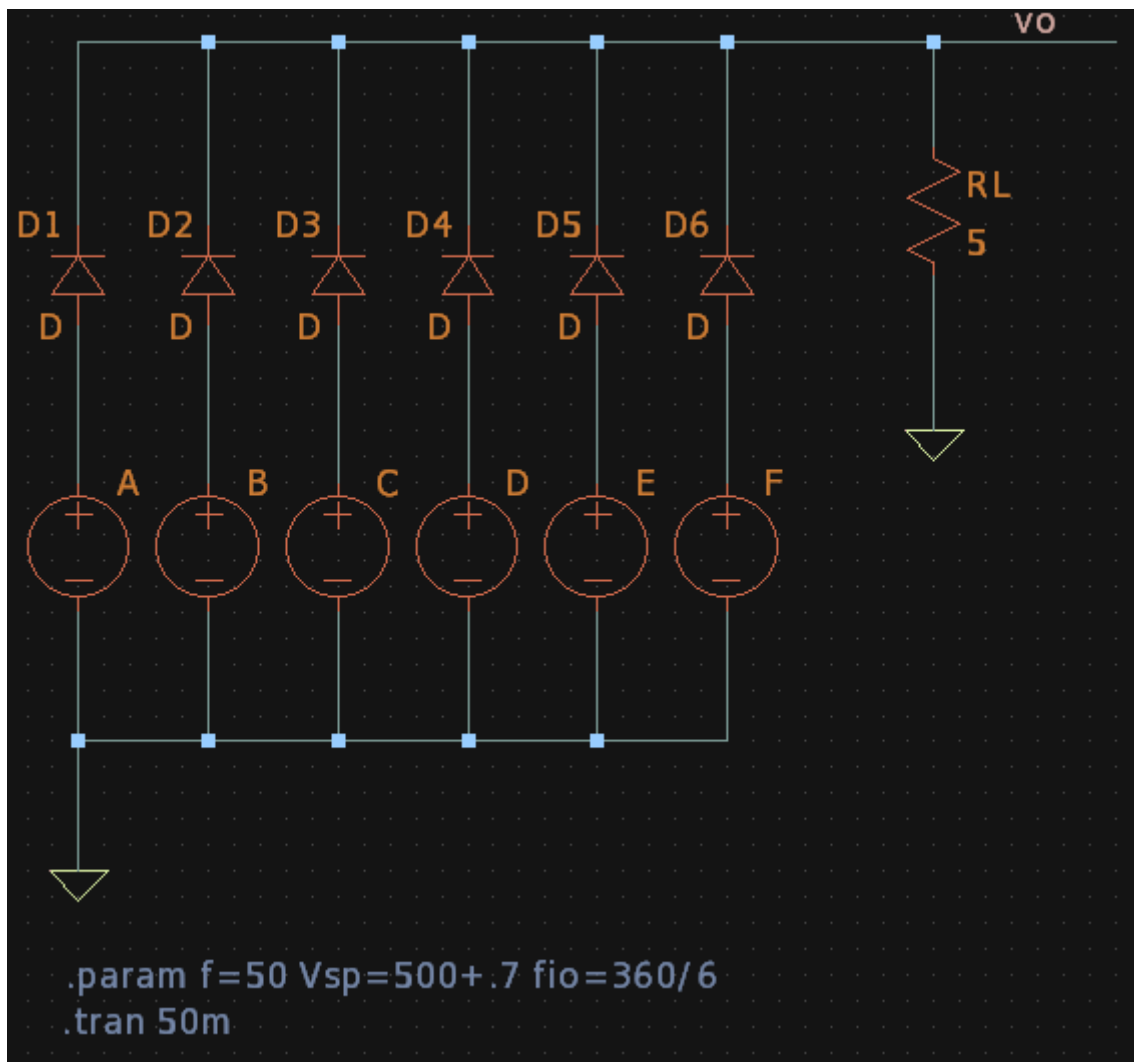 vo
D1 D2 D3 D4 D5 D6 RL
5
D D D D D D
A B C D E F
.param f=50 Vsp=500+.7 fio=360/6
.tran 50m